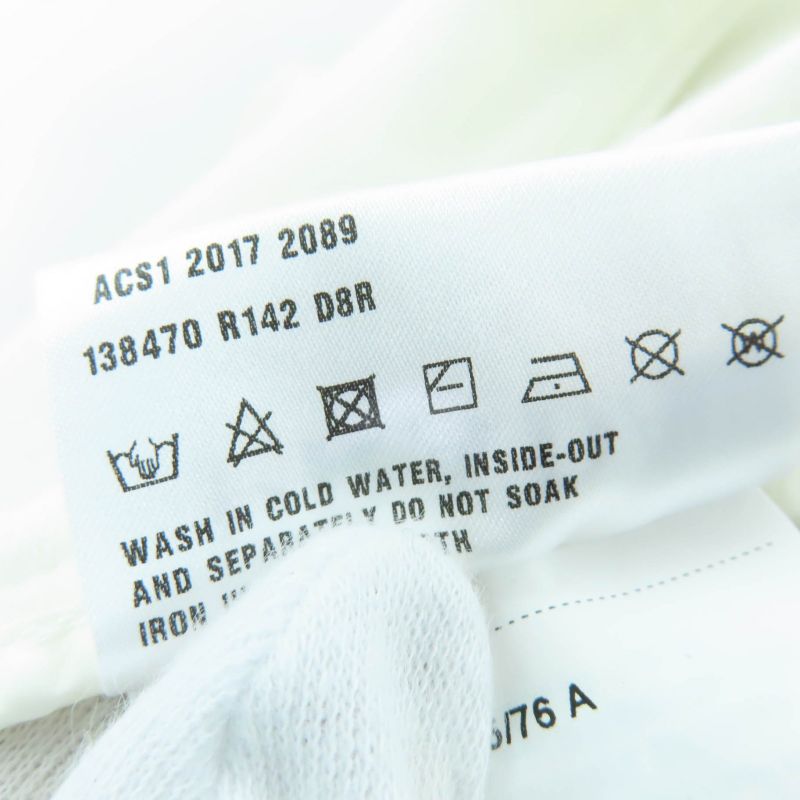 ACS1 2017 2089
138470 R142 D8R
WASH IN COLD WATER, INSIDE-OUT
AND SEPARATELY DO NOT SOAK
IRON
/76 A